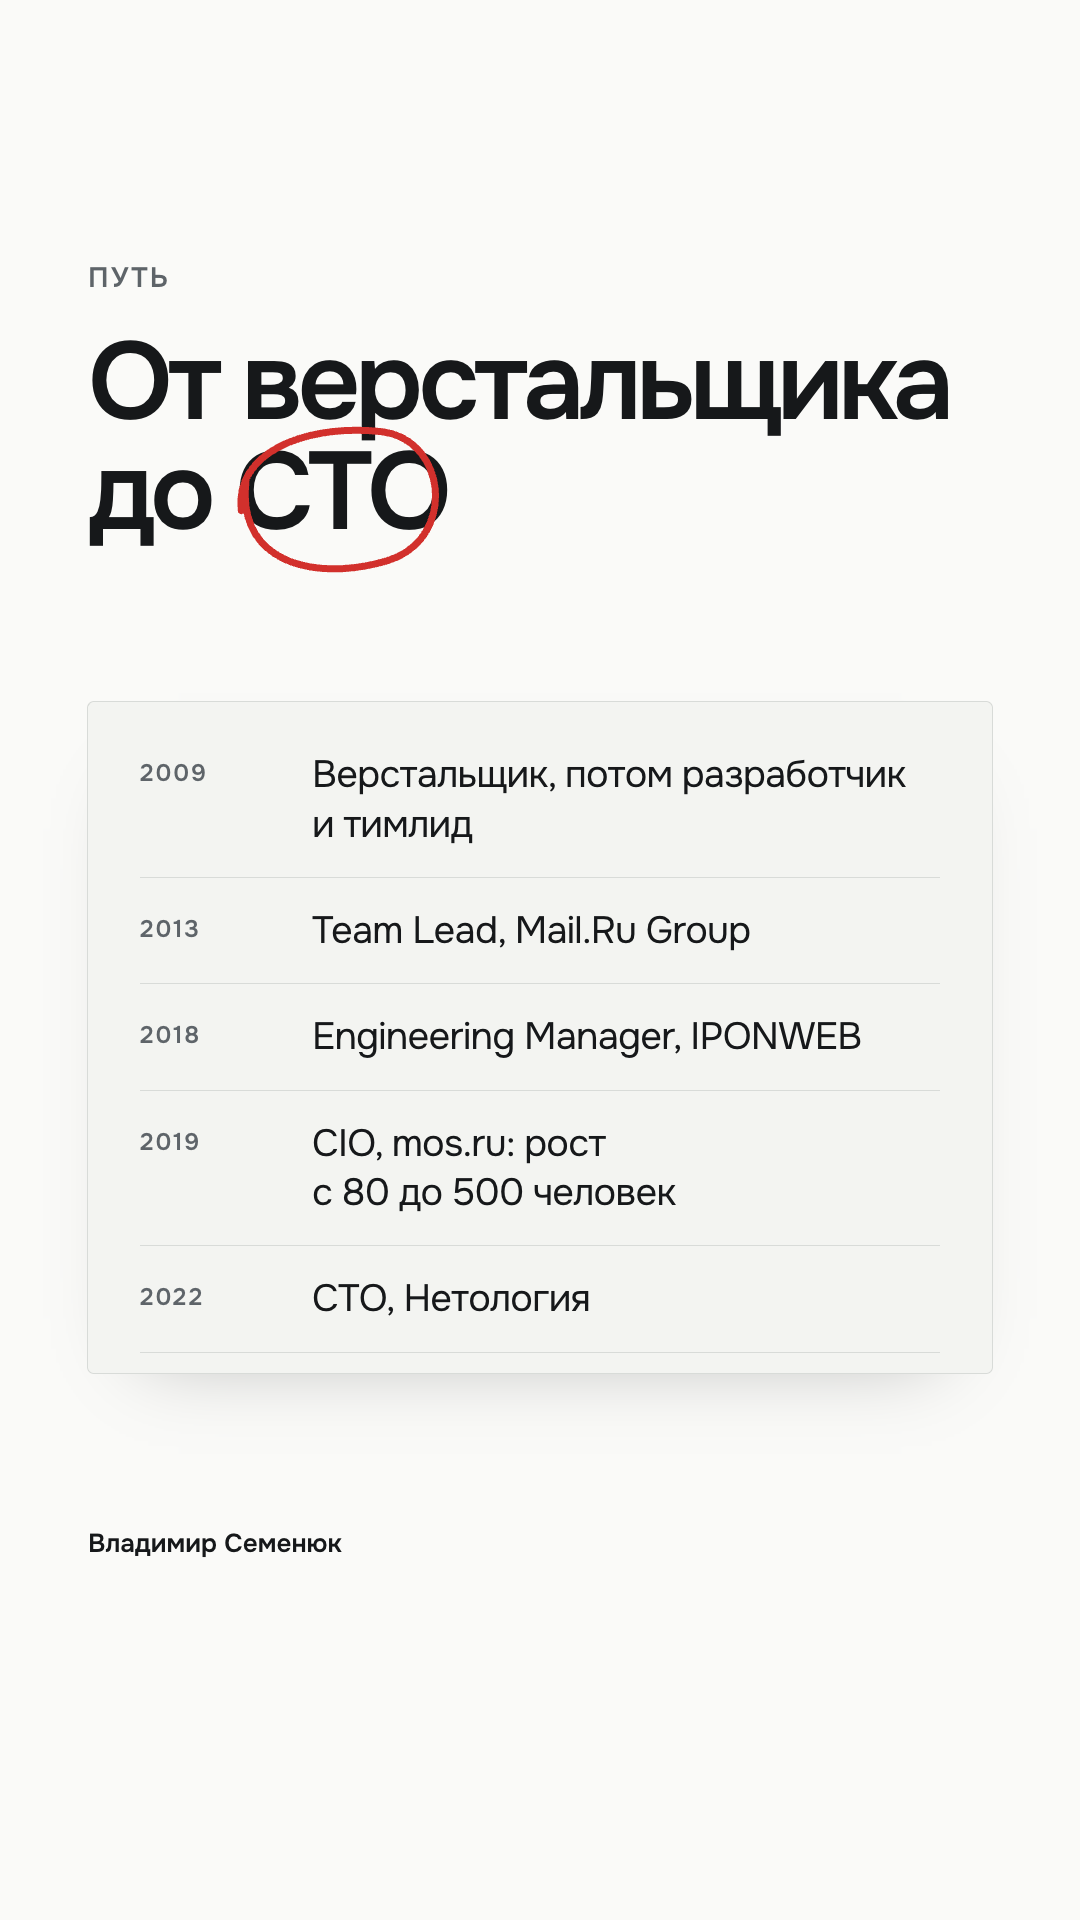 ПУТЬ
От верстальщика
до СТО
2009
Верстальщик, потом разработчик
и тимлид
2013
Team Lead, Mail.Ru Group
2018
Engineering Manager, IPONWEB
2019
CIO, mos.ru: рост
с 80 до 500 человек
2022
CTO, Нетология
Владимир Семенюк